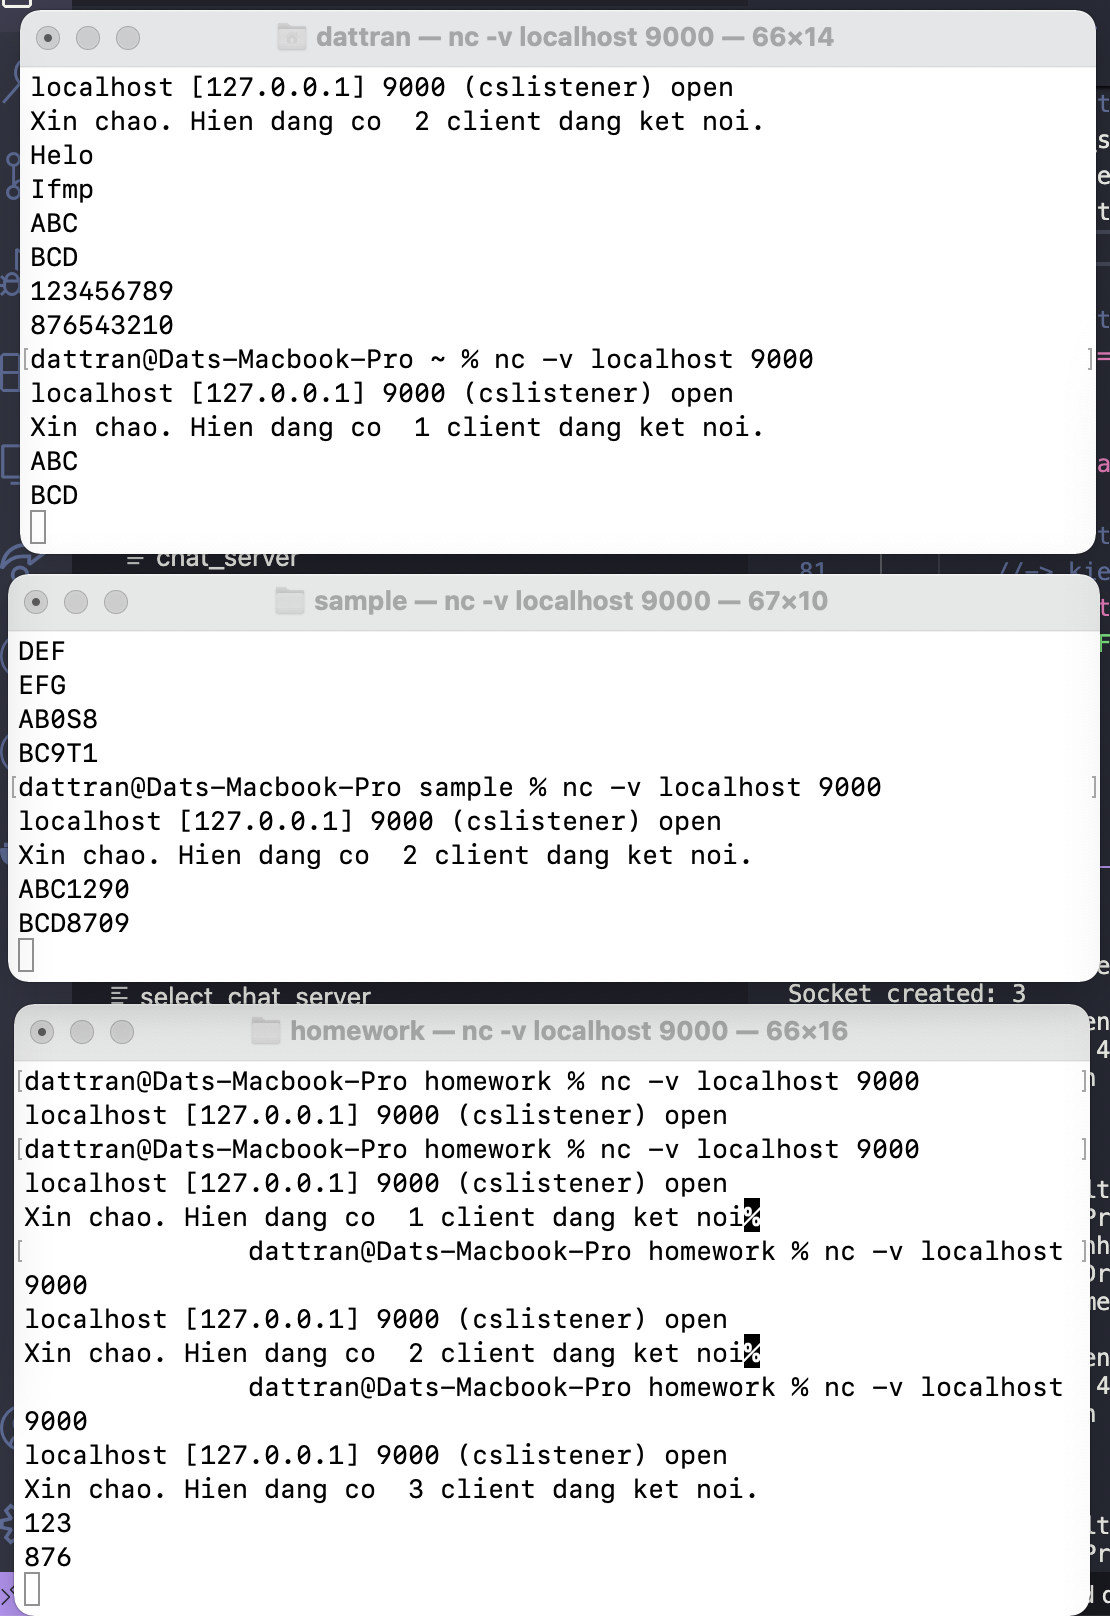 dattran — nc -v localhost 9000 — 66×14
localhost [127.0.0.1] 9000 (cslistener) open
Xin chao. Hien dang co  2 client dang ket noi.
Helo
Ifmp
ABC
BCD
123456789
876543210
[dattran@Dats-Macbook-Pro ~ % nc -v localhost 9000 ]
localhost [127.0.0.1] 9000 (cslistener) open
Xin chao. Hien dang co  1 client dang ket noi.
ABC
BCD
chat_server
81
sample — nc -v localhost 9000 — 67×10
DEF
EFG
AB0S8
BC9T1
[dattran@Dats-Macbook-Pro sample % nc -v localhost 9000 ]
localhost [127.0.0.1] 9000 (cslistener) open
Xin chao. Hien dang co  2 client dang ket noi.
ABC1290
BCD8709
select_chat_server
Socket created: 3
homework — nc -v localhost 9000 — 66×16
[dattran@Dats-Macbook-Pro homework % nc -v localhost 9000 ]
localhost [127.0.0.1] 9000 (cslistener) open
[dattran@Dats-Macbook-Pro homework % nc -v localhost 9000 ]
localhost [127.0.0.1] 9000 (cslistener) open
Xin chao. Hien dang co  1 client dang ket noi%
[ dattran@Dats-Macbook-Pro homework % nc -v localhost ]
9000
localhost [127.0.0.1] 9000 (cslistener) open
Xin chao. Hien dang co  2 client dang ket noi%
dattran@Dats-Macbook-Pro homework % nc -v localhost
9000
localhost [127.0.0.1] 9000 (cslistener) open
Xin chao. Hien dang co  3 client dang ket noi.
123
876